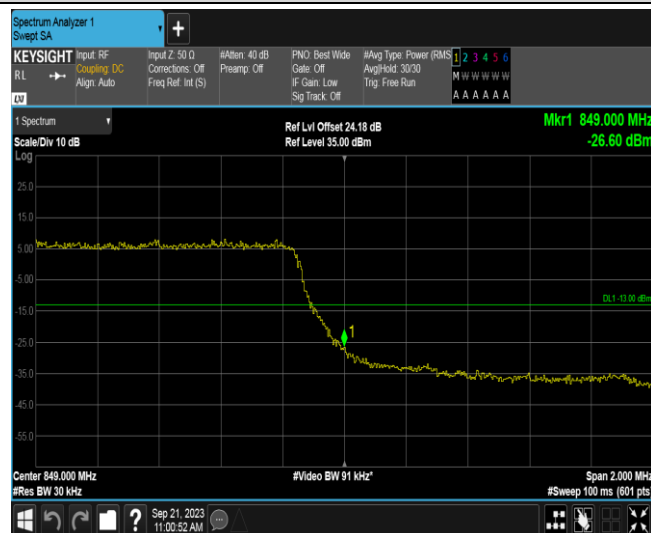 Spectrum Analyzer 1
Swept SA
+
KEYSIGHT
RL
Input: RF
Coupling: DC
Align: Auto
Input Z: 50 Ω
Corrections: Off
Freq Ref: Int (S)
#Atten: 40 dB
Preamp: Off
PNO: Best Wide
Gate: Off
IF Gain: Low
Sig Track: Off
#Avg Type: Power (RMS
Avg|Hold: 30/30
Trig: Free Run
1 2 3 4 5 6
M W W W W W
A A A A A A
LXI
1 Spectrum
Scale/Div 10 dB
Log
Ref Lvl Offset 24.18 dB
Ref Level 35.00 dBm
Mkr1 849.000 MHz
-26.60 dBm
25.0
15.0
5.00
-5.00
-15.0
-25.0
-35.0
-45.0
-55.0
DL1 -13.00 dBm
1
Center 849.000 MHz
#Res BW 30 kHz
#Video BW 91 kHz*
Span 2.000 MHz
#Sweep 100 ms (601 pts)
?
Sep 21, 2023
11:00:52 AM